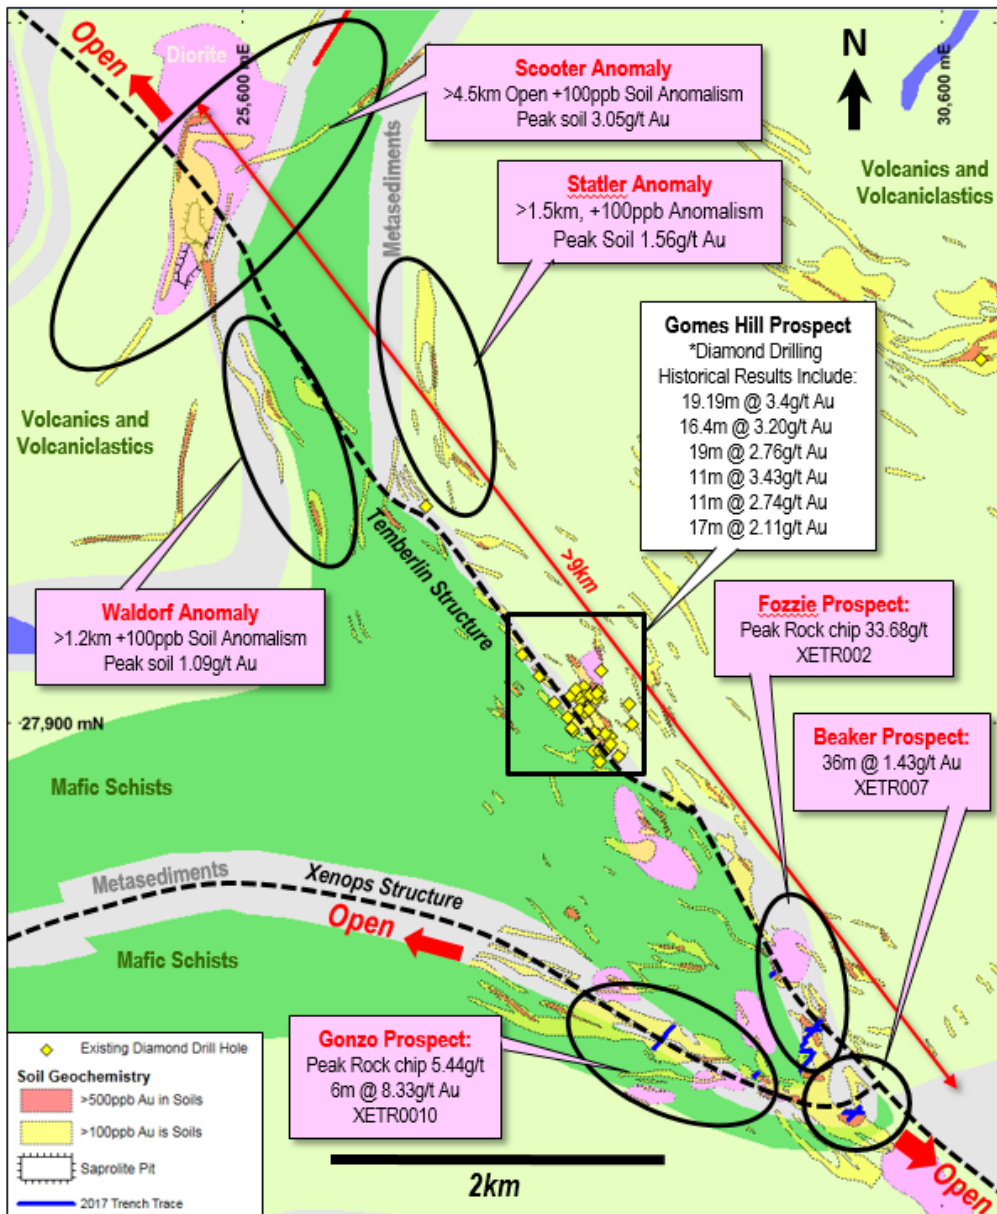 Open
Diorite
25,600 mE
Scooter Anomaly
>4.5km Open +100ppb Soil Anomalism
Peak soil 3.05g/t Au
N
30,600 mE
Metasediments
Statler Anomaly
>1.5km, +100ppb Anomalism
Peak Soil 1.56g/t Au
Volcanics and
Volcaniclastics
Gomes Hill Prospect
*Diamond Drilling
Historical Results Include:
19.19m @ 3.4g/t Au
16.4m @ 3.20g/t Au
19m @ 2.76g/t Au
11m @ 3.43g/t Au
11m @ 2.74g/t Au
17m @ 2.11g/t Au
Volcanics and
Volcaniclastics
Temberlin Structure
>9km
Waldorf Anomaly
>1.2km +100ppb Soil Anomalism
Peak soil 1.09g/t Au
Fozzie Prospect:
Peak Rock chip 33.68g/t
XETR002
27,900 mN
Beaker Prospect:
36m @ 1.43g/t Au
XETR007
Mafic Schists
Metasediments
Xenops Structure
Open
Mafic Schists
Gonzo Prospect:
Peak Rock chip 5.44g/t
6m @ 8.33g/t Au
XETR0010
Existing Diamond Drill Hole
Soil Geochemistry
>500ppb Au in Soils
>100ppb Au is Soils
Saprolite Pit
2017 Trench Trace
2km
Open